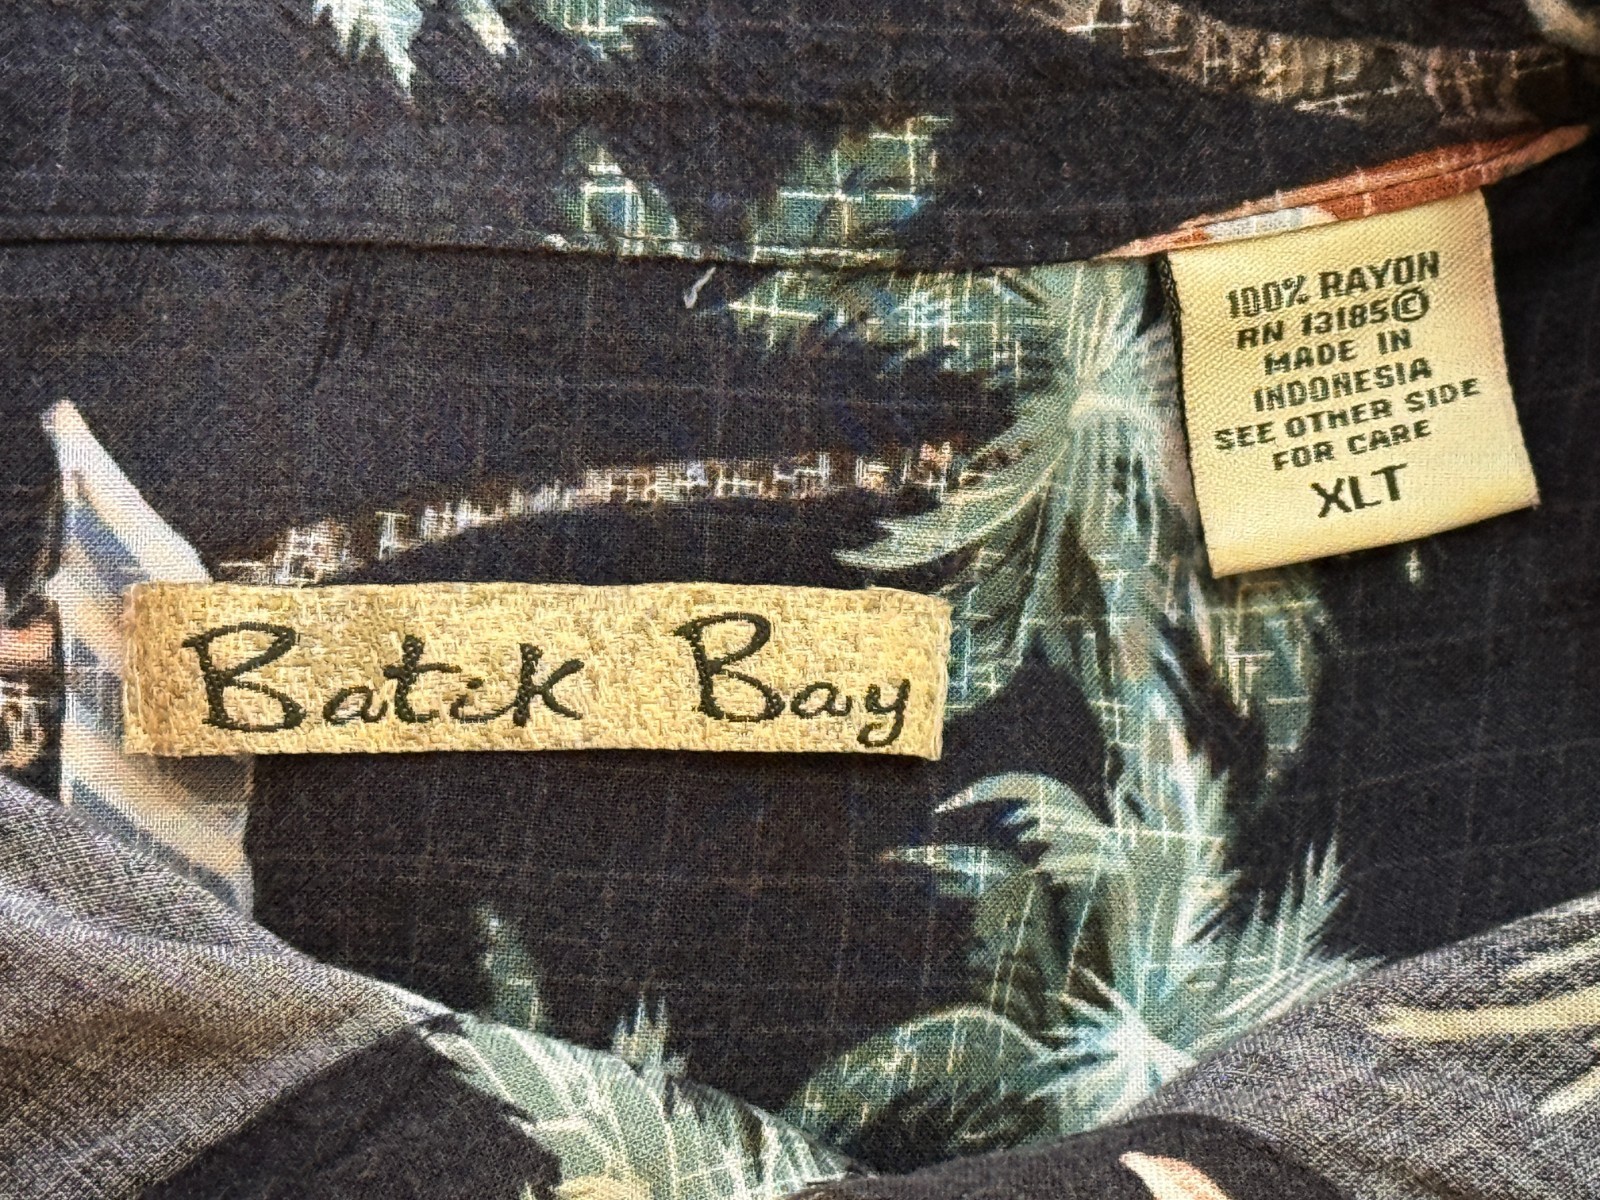 Batik Bay
100% RAYON
RN 13185©
MADE IN
INDONESIA
SEE OTHER SIDE
FOR CARE
XLT